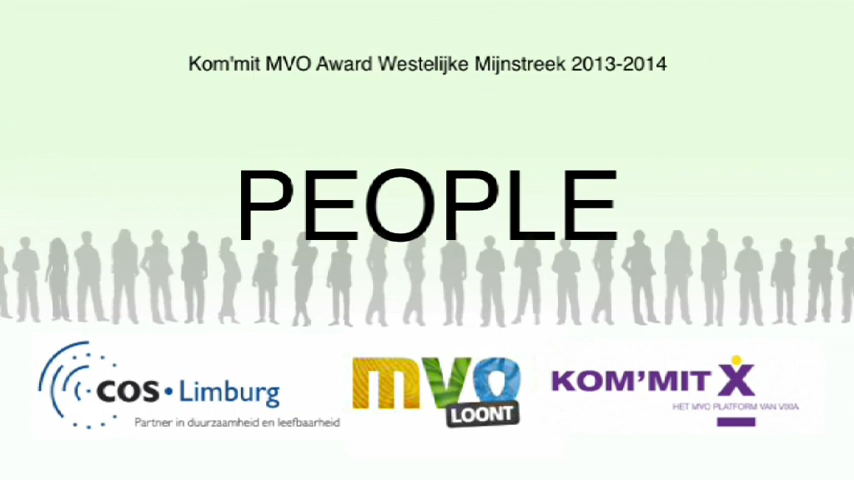 Kom'mit MVO Award Westelijke Mijnstreek 2013-2014
PEOPLE
COS•Limburg
Partner in duurzaamheid en leefbaarheid
mvo
LOONT
KOM'MIT X
HET MVO PLATFORM VAN VIXIA